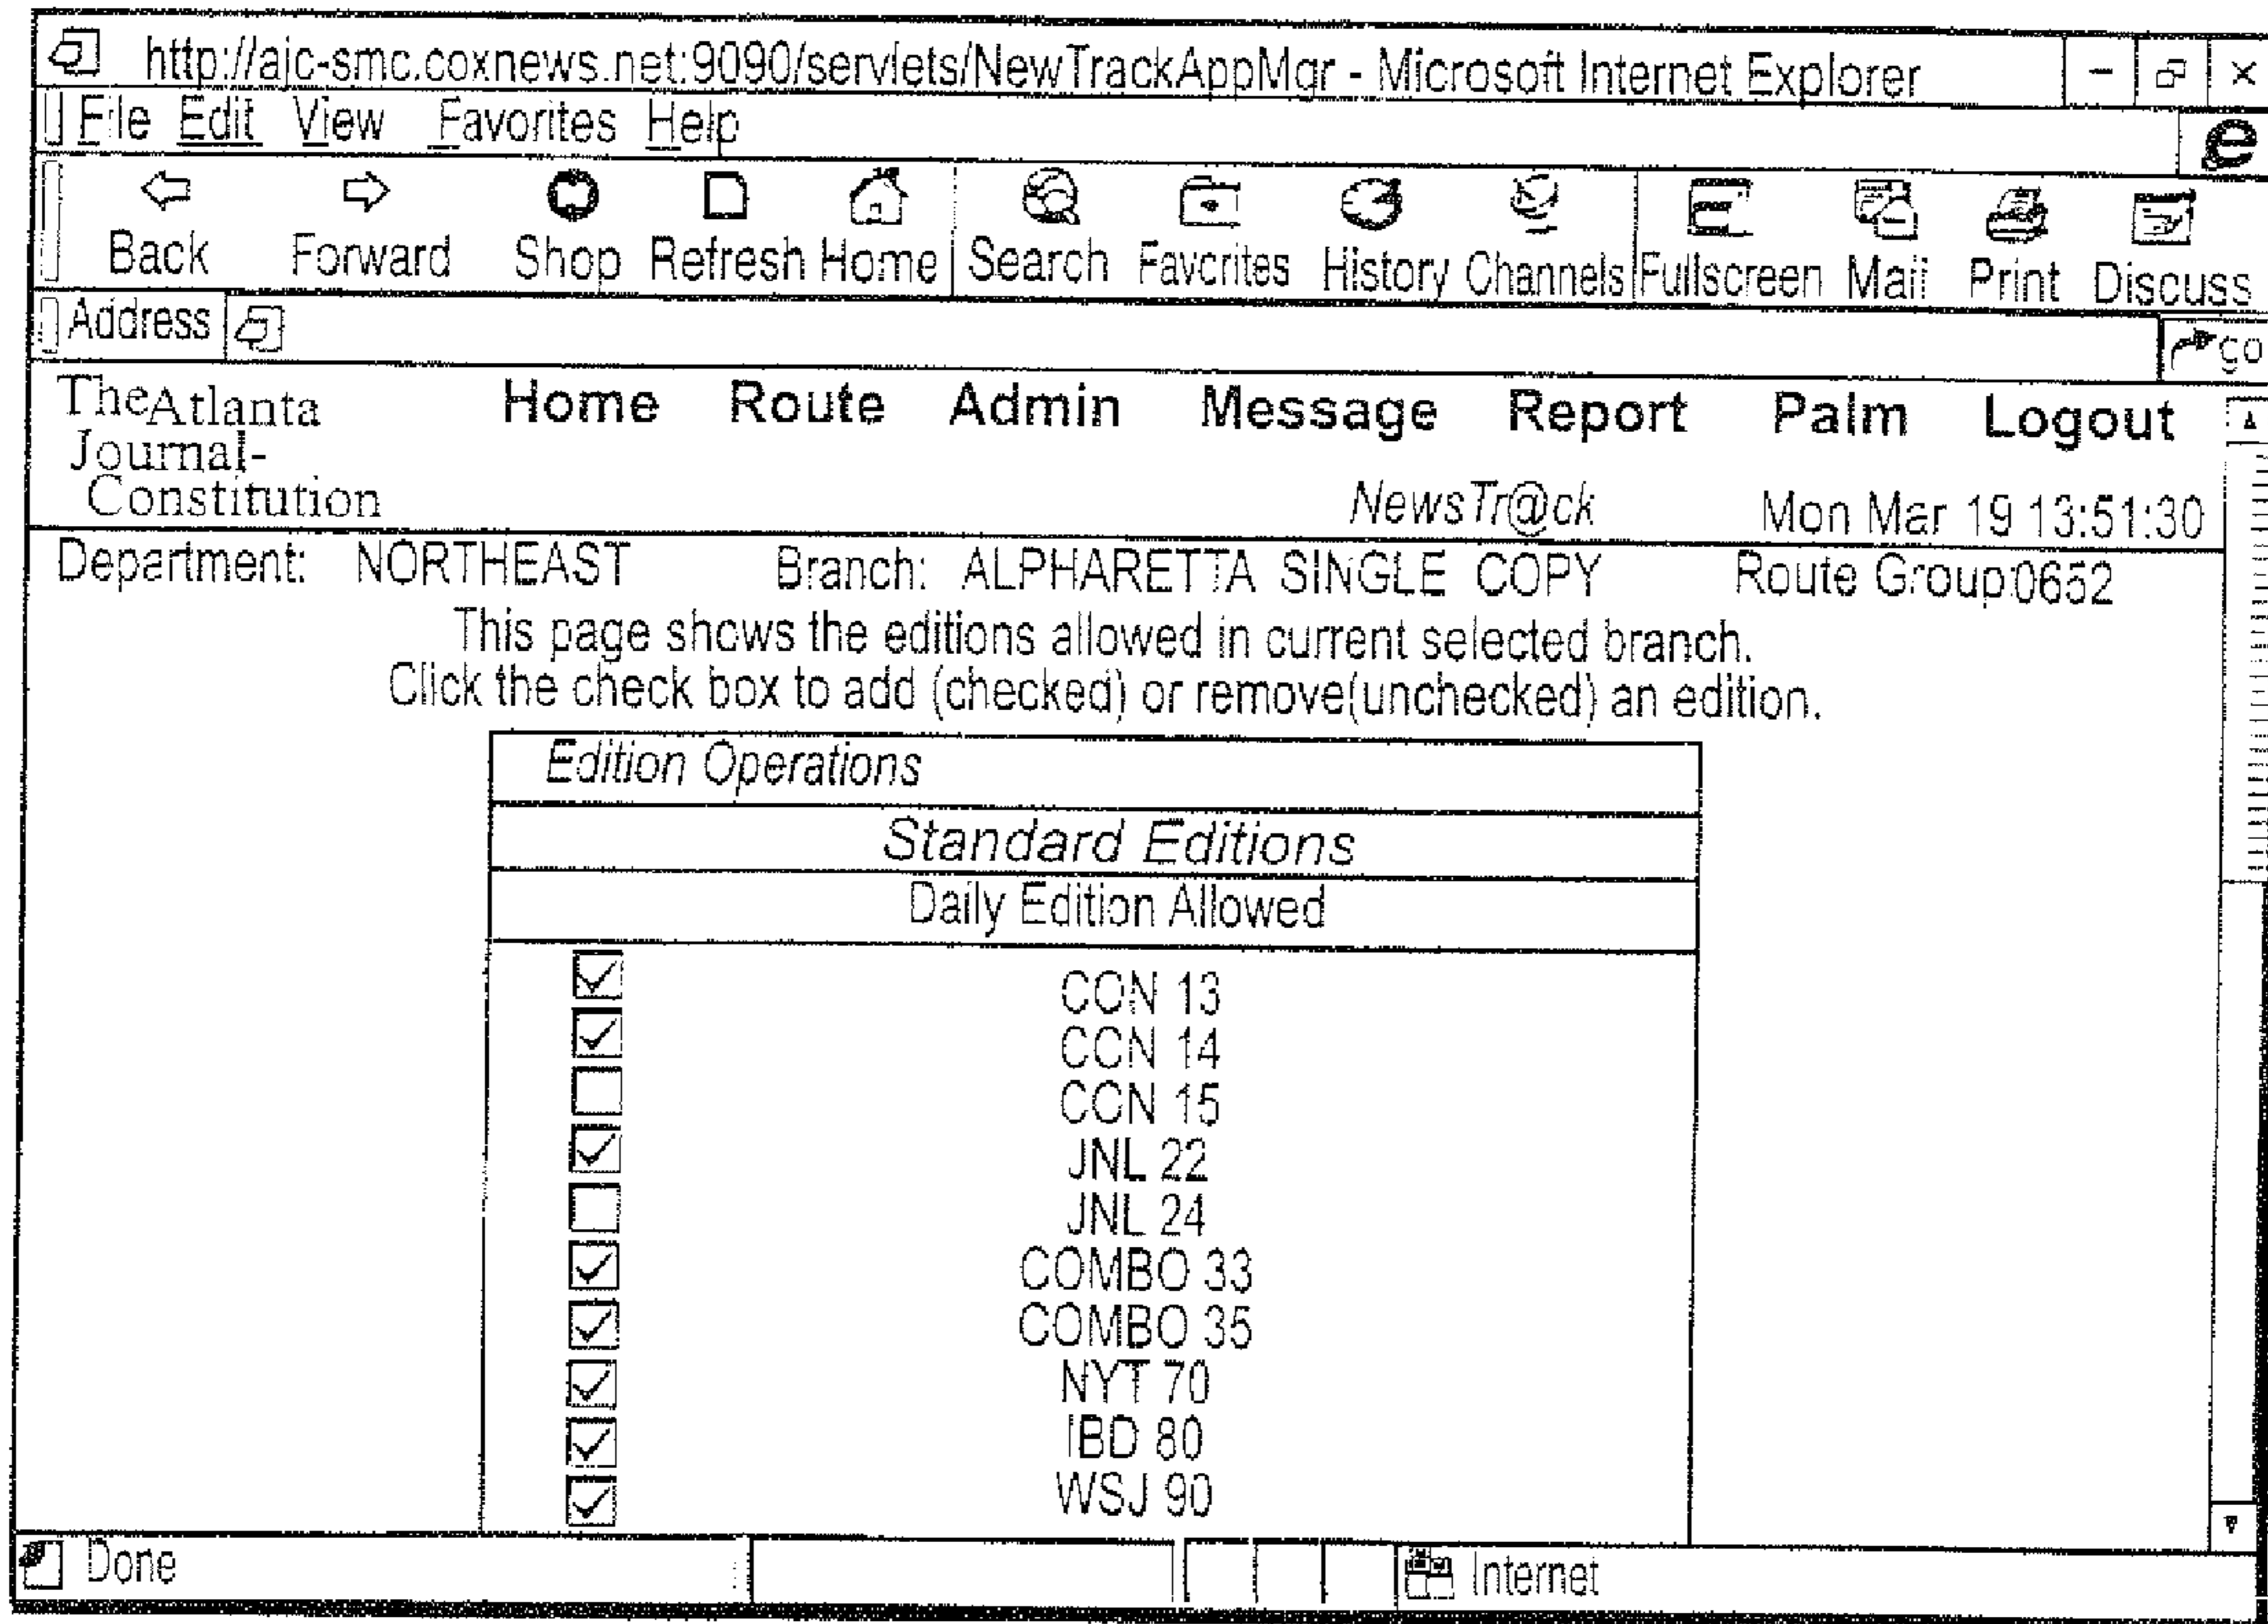 http://ajc-smc.coxnews.net:9090/servlets/NewTrackAppMgr - Microsoft Internet Explorer
File Edit View Favorites Help
Back Forward Shop Refresh Home Search Favorites History Channels Fullscreen Mail Print Discuss
Address go
The Atlanta
Journal-
Constitution
Home Route Admin Message Report Palm Logout
NewsTr@ck Mon Mar 19 13:51:30
Department: NORTHEAST Branch: ALPHARETTA SINGLE COPY Route Group:0652
This page shows the editions allowed in current selected branch.
Click the check box to add (checked) or remove(unchecked) an edition.
Edition Operations
Standard Editions
Daily Edition Allowed
CON 13
CON 14
CON 15
JNL 22
JNL 24
COMBO 33
COMBO 35
NYT 70
IBD 80
WSJ 90
Done Internet